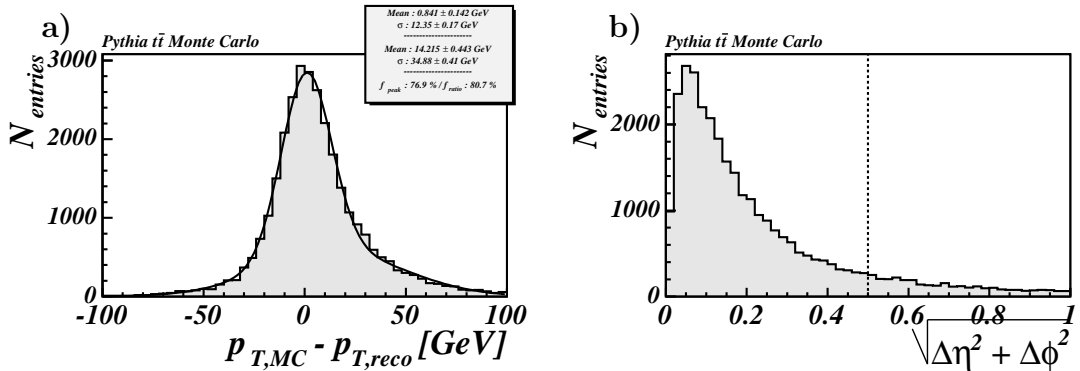 a)
Pythia tt̄ Monte Carlo
Mean : 0.841 ± 0.142 GeV
σ : 12.35 ± 0.17 GeV
------------------------
Mean : 14.215 ± 0.443 GeV
σ : 34.88 ± 0.41 GeV
------------------------
f peak : 76.9 % / f ratio : 80.7 %
N entries
3000
2000
1000
0
-100 -50 0 50 100
p T,MC - p T,reco [GeV]
b)
Pythia tt̄ Monte Carlo
N entries
2000
1000
0
0 0.2 0.4 0.6 0.8 1
√Δη² + Δϕ²